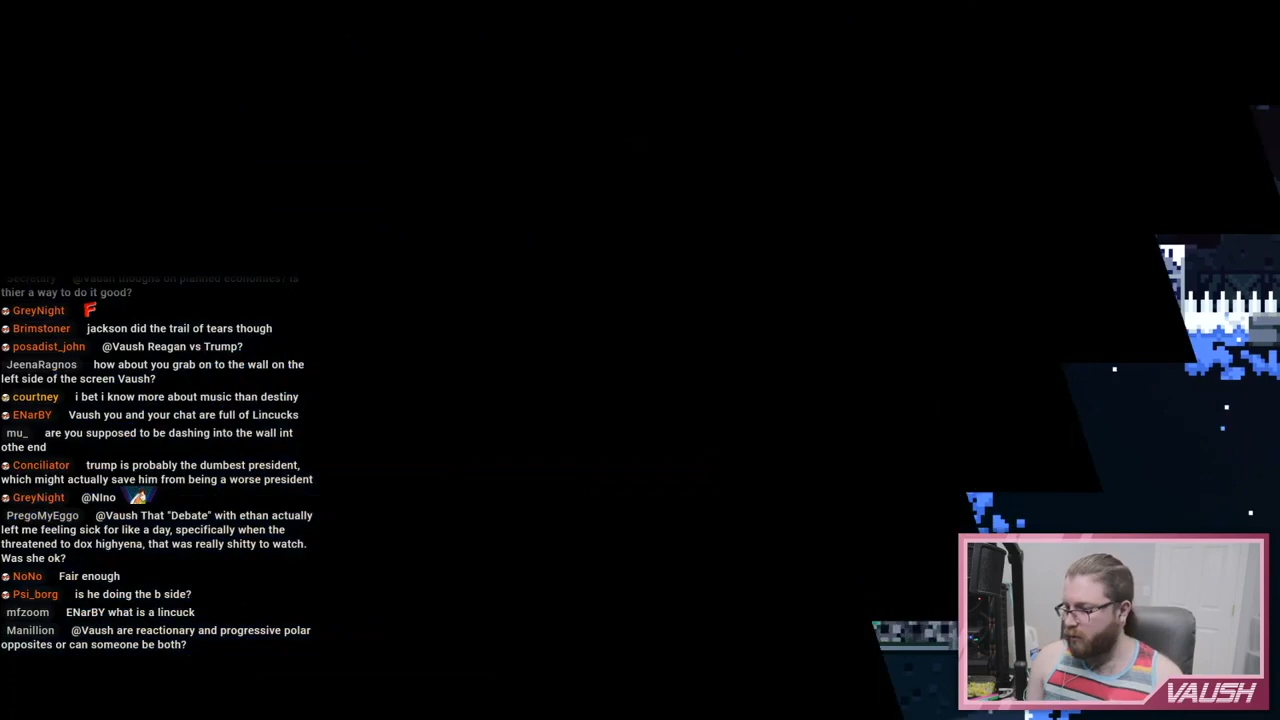 Secretary @Vaush thoughts on planned economies? is
thier a way to do it good?
GreyNight
Brimstoner jackson did the trail of tears though
posadist_john @Vaush Reagan vs Trump?
JeenaRagnos how about you grab on to the wall on the
left side of the screen Vaush?
courtney i bet i know more about music than destiny
ENarBY Vaush you and your chat are full of Lincucks
mu_ are you supposed to be dashing into the wall int
othe end
Conciliator trump is probably the dumbest president,
which might actually save him from being a worse president
GreyNight @NIno
PregoMyEggo @Vaush That "Debate" with ethan actually
left me feeling sick for like a day, specifically when the
threatened to dox highyena, that was really shitty to watch.
Was she ok?
NoNo Fair enough
Psi_borg is he doing the b side?
mfzoom ENarBY what is a lincuck
Manillion @Vaush are reactionary and progressive polar
opposites or can someone be both?
VAUSH